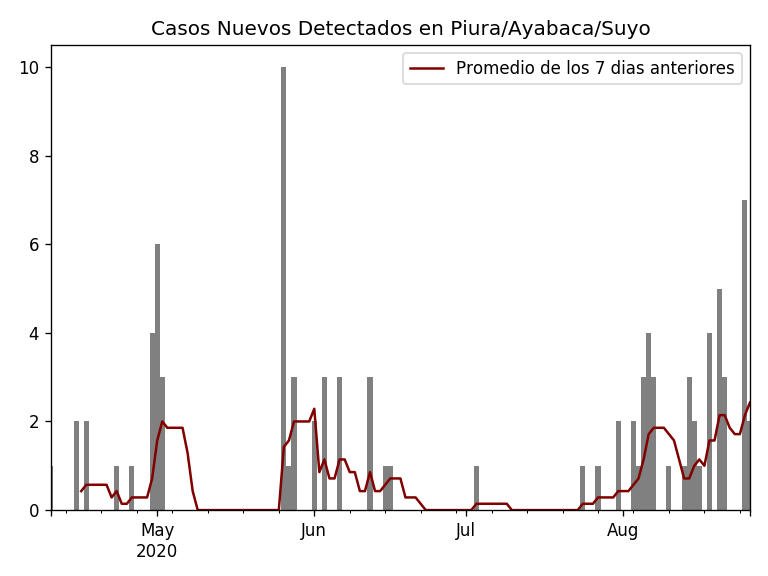 Casos Nuevos Detectados en Piura/Ayabaca/Suyo
Promedio de los 7 dias anteriores
10
8
6
4
2
0
May Jun Jul Aug
2020